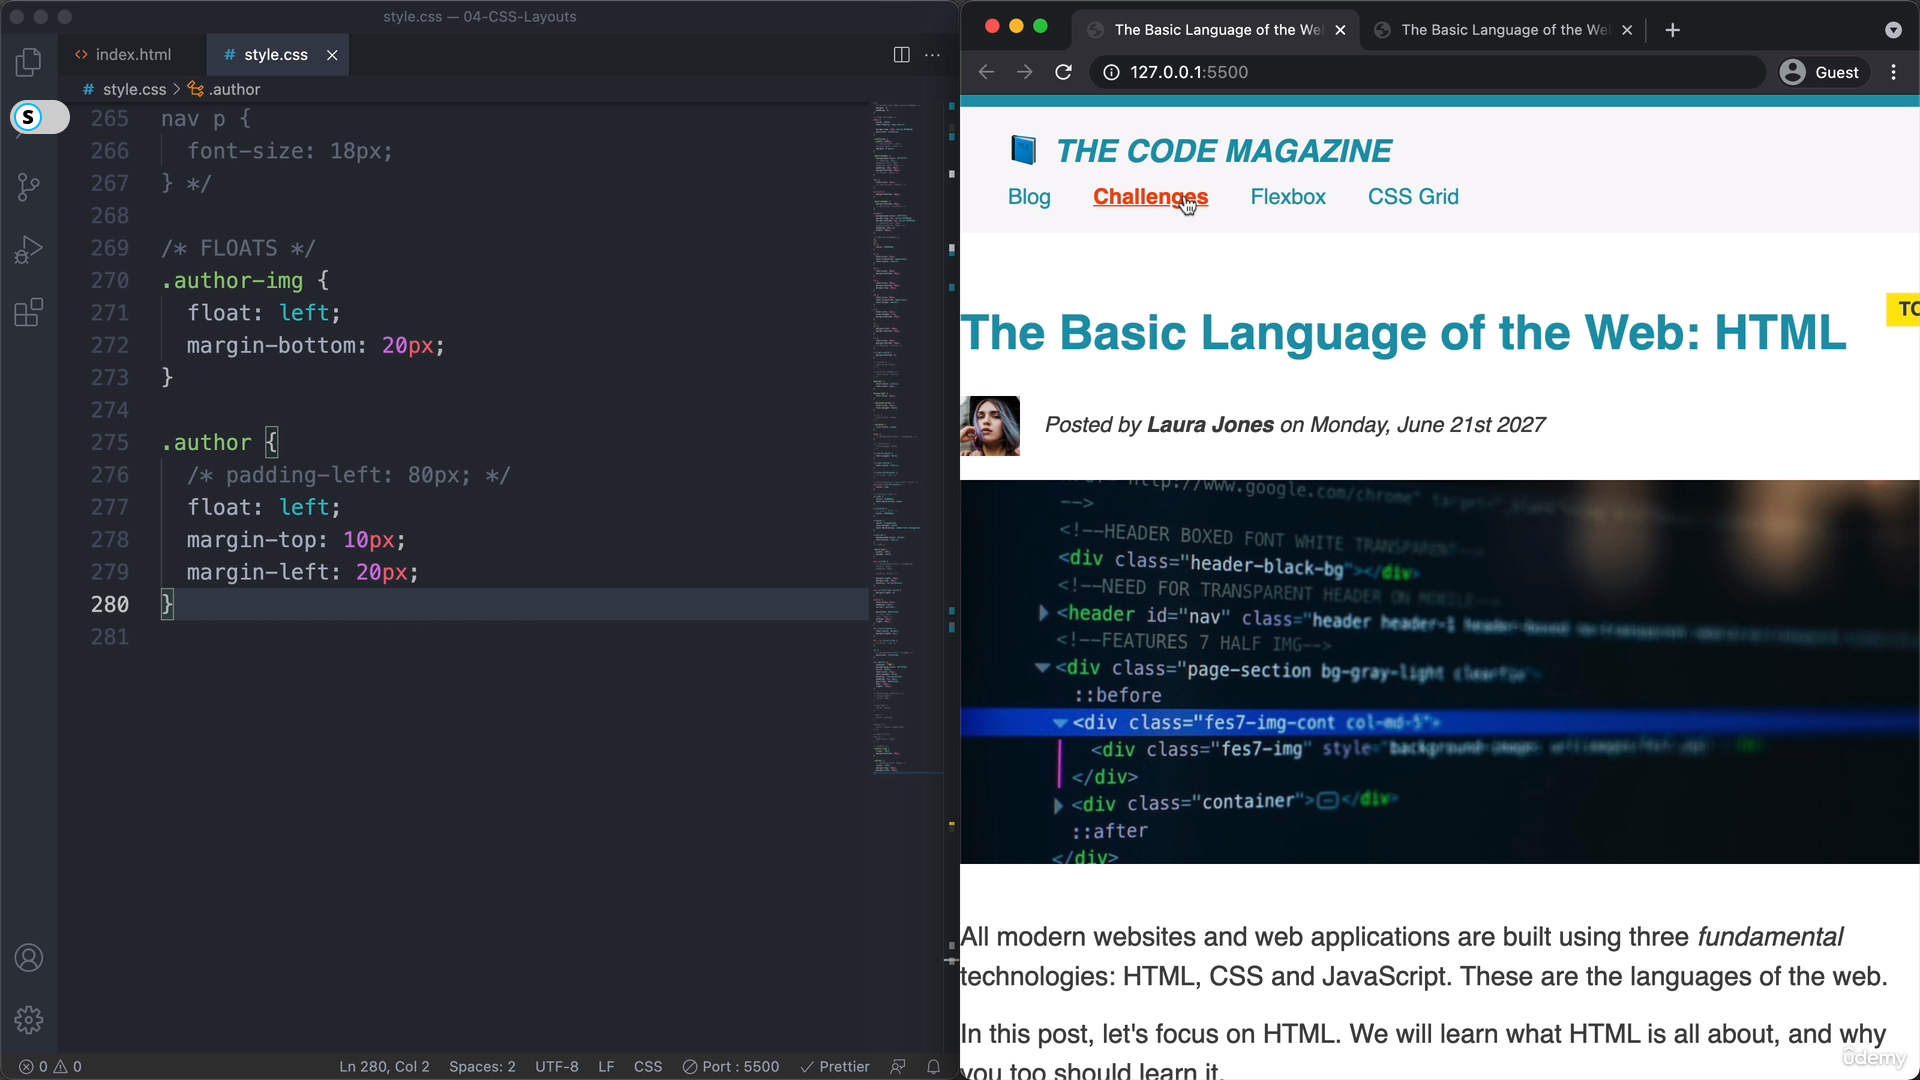 style.css — 04-CSS-Layouts
<> index.html
# style.css ×
# style.css > .author
S
265 nav p {
266 font-size: 18px;
267 } */
268
269 /* FLOATS */
270 .author-img {
271 float: left;
272 margin-bottom: 20px;
273 }
274
275 .author {
276 /* padding-left: 80px; */
277 float: left;
278 margin-top: 10px;
279 margin-left: 20px;
280 }
281
0 0 Ln 280, Col 2 Spaces: 2 UTF-8 LF CSS Port : 5500 Prettier
The Basic Language of the We
The Basic Language of the We
127.0.0.1:5500
Guest
THE CODE MAGAZINE
Blog Challenges Flexbox CSS Grid
TO
The Basic Language of the Web: HTML
Posted by Laura Jones on Monday, June 21st 2027
http://www.google.com/chrome"
-->
<!--HEADER BOXED FONT WHITE TRANSPARENT--
<div class="header-black-bg"></div>
<!--NEED FOR TRANSPARENT HEADER ON MOBILE--
<header id="nav" class="header header-1
<!--FEATURES 7 HALF IMG-->
<div class="page-section bg-gray-light clearfix">
::before
<div class="fes7-img-cont col-md-5">
<div class="fes7-img" style=
</div>
<div class="container"></div>
::after
</div>
All modern websites and web applications are built using three fundamental
technologies: HTML, CSS and JavaScript. These are the languages of the web.
In this post, let's focus on HTML. We will learn what HTML is all about, and why
you too should learn it.
ûdemy